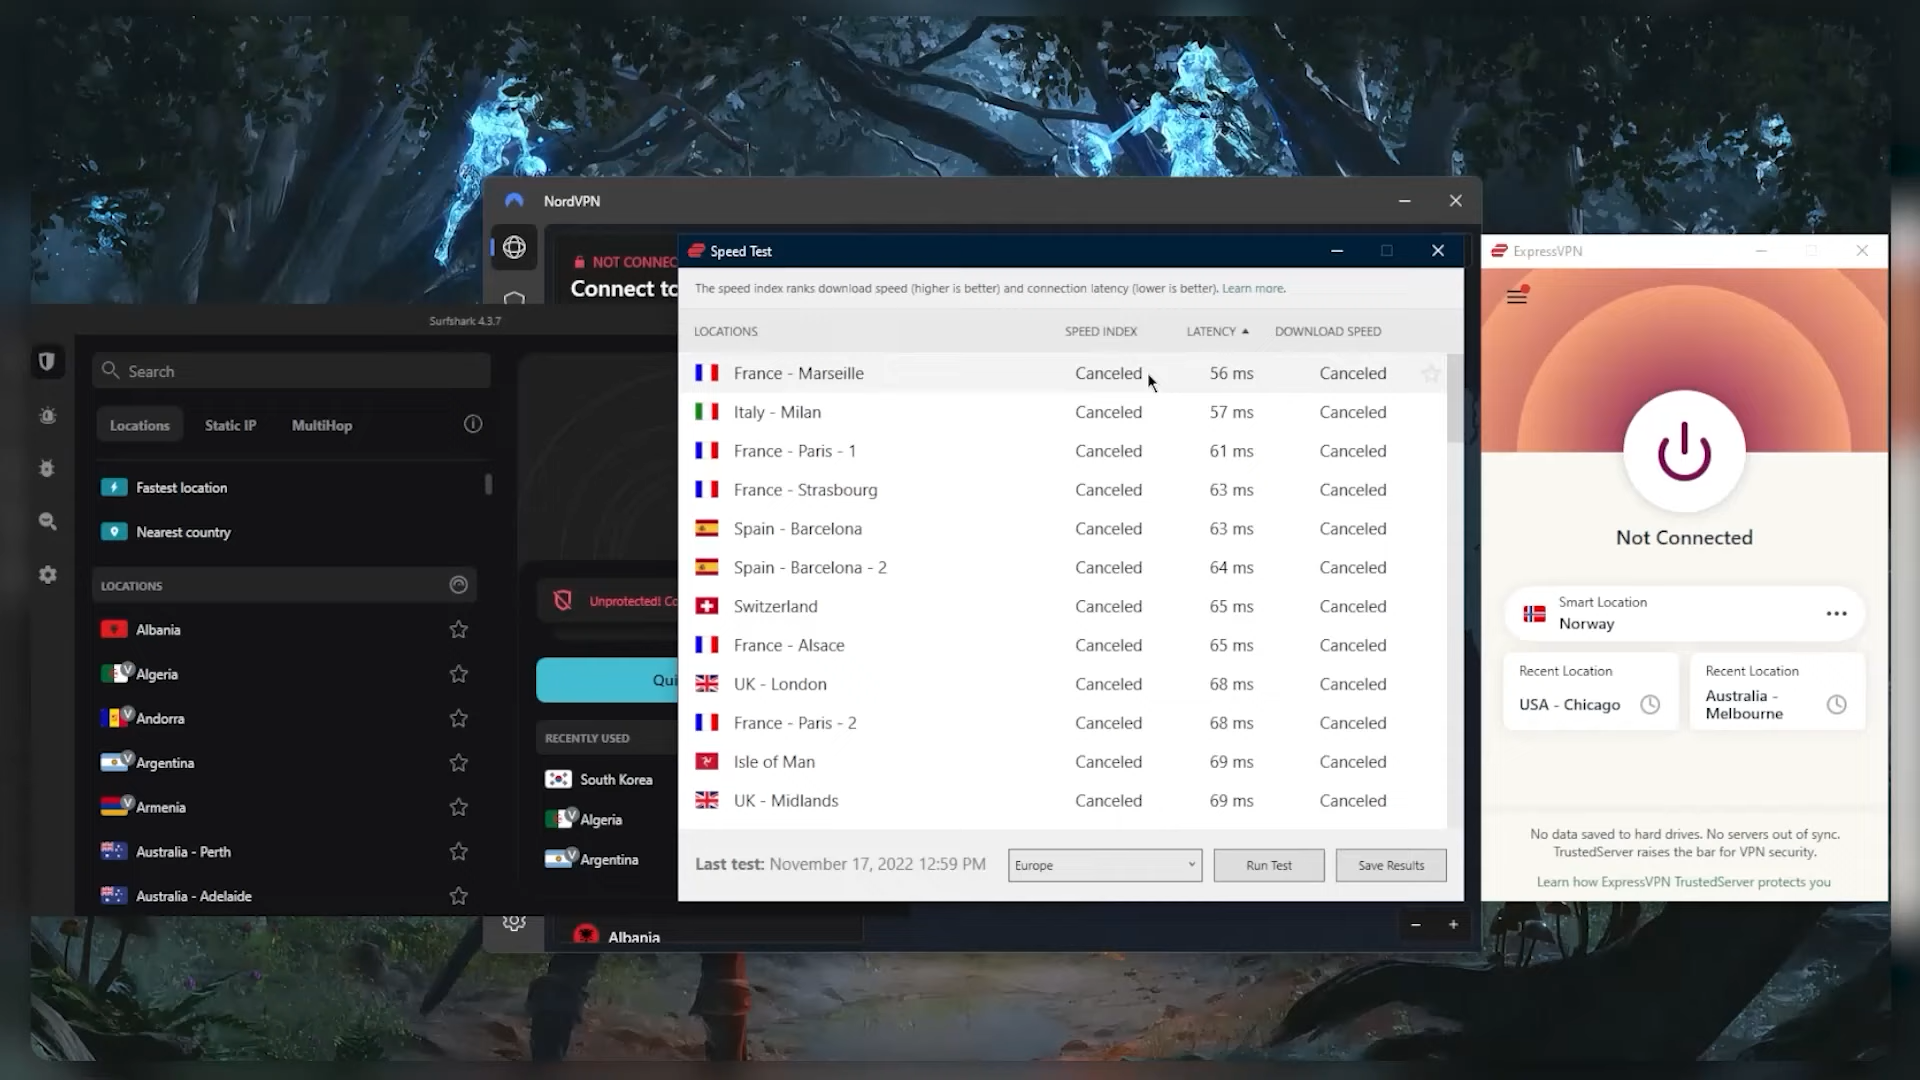 NordVPN
NOT CONNEC
Connect to
Surfshark 4.3.7
Search
Locations
Static IP
MultiHop
Fastest location
Nearest country
LOCATIONS
Albania
Algeria
Andorra
Argentina
Armenia
Australia - Perth
Australia - Adelaide
Unprotected! Co
Qui
RECENTLY USED
South Korea
Algeria
Argentina
Albania
Speed Test
The speed index ranks download speed (higher is better) and connection latency (lower is better). Learn more.
LOCATIONS SPEED INDEX LATENCY DOWNLOAD SPEED
France - Marseille Canceled 56 ms Canceled
Italy - Milan Canceled 57 ms Canceled
France - Paris - 1 Canceled 61 ms Canceled
France - Strasbourg Canceled 63 ms Canceled
Spain - Barcelona Canceled 63 ms Canceled
Spain - Barcelona - 2 Canceled 64 ms Canceled
Switzerland Canceled 65 ms Canceled
France - Alsace Canceled 65 ms Canceled
UK - London Canceled 68 ms Canceled
France - Paris - 2 Canceled 68 ms Canceled
Isle of Man Canceled 69 ms Canceled
UK - Midlands Canceled 69 ms Canceled
Last test: November 17, 2022 12:59 PM
Europe
Run Test
Save Results
ExpressVPN
Not Connected
Smart Location
Norway
Recent Location
USA - Chicago
Recent Location
Australia -
Melbourne
No data saved to hard drives. No servers out of sync.
TrustedServer raises the bar for VPN security.
Learn how ExpressVPN TrustedServer protects you